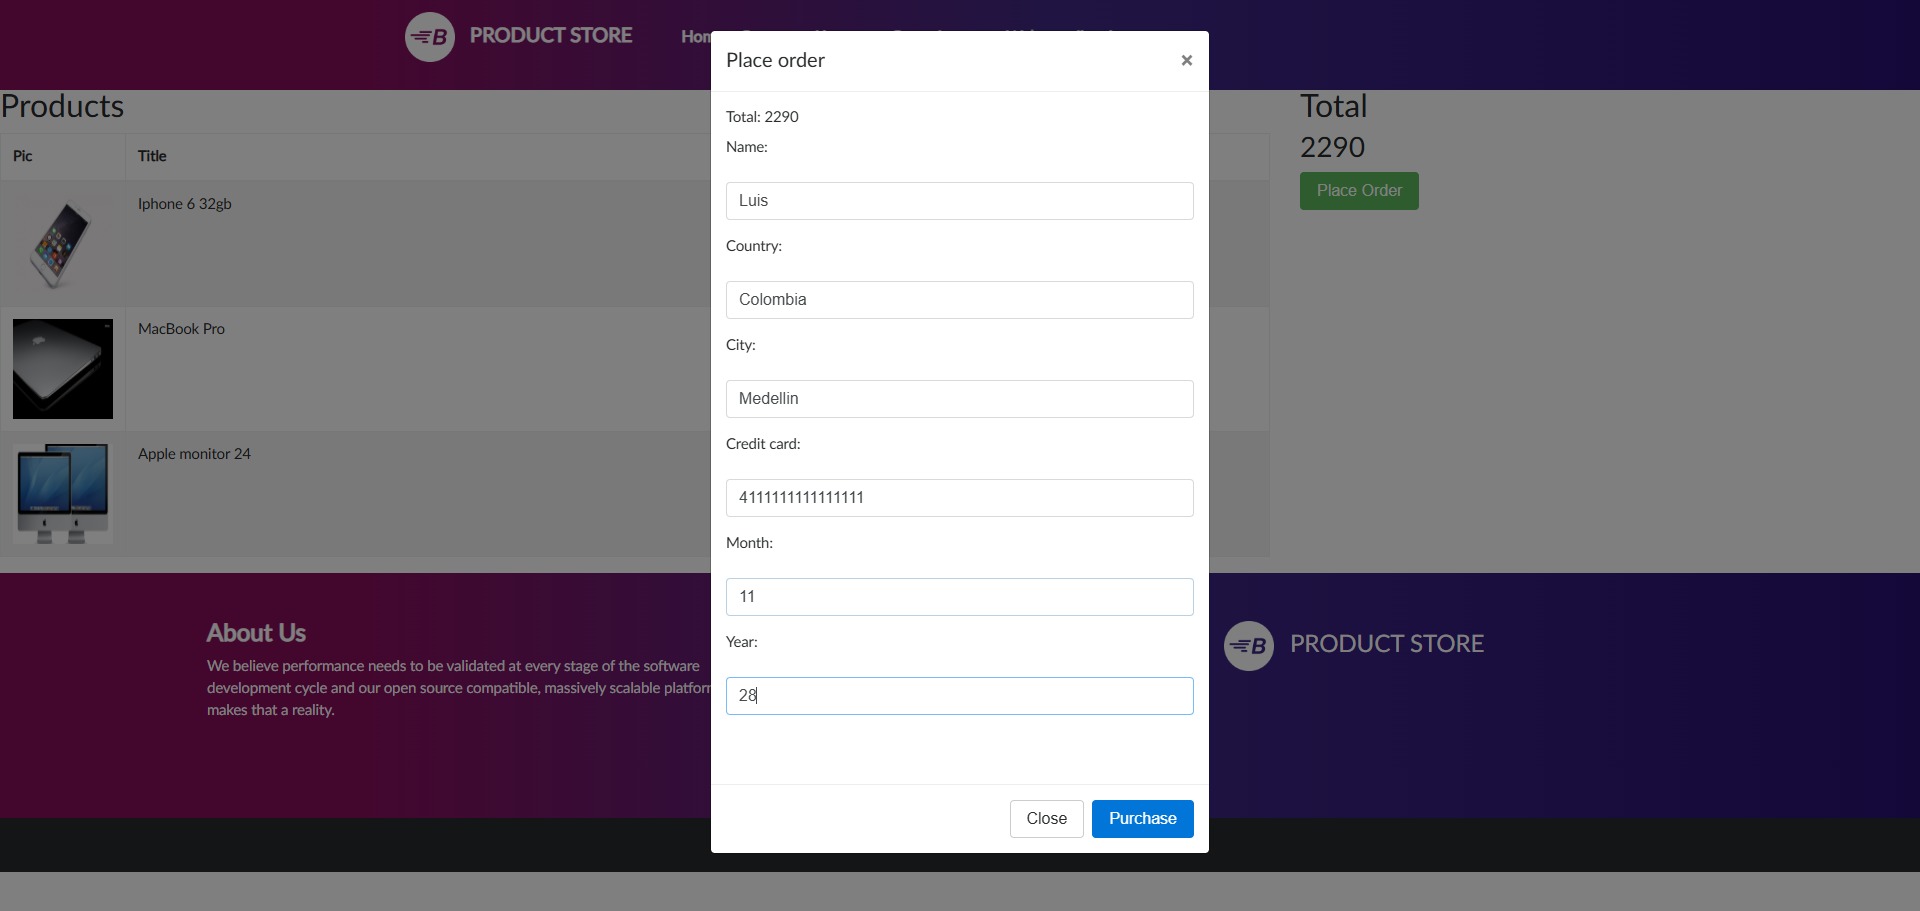 PRODUCT STORE
Place order
×
Total: 2290
Name:
Luis
Country:
Colombia
City:
Medellin
Credit card:
4111111111111111
Month:
11
Year:
28
Close
Purchase
Products
Pic
Title
Iphone 6 32gb
MacBook Pro
Apple monitor 24
Total
2290
Place Order
About Us
We believe performance needs to be validated at every stage of the software
development cycle and our open source compatible, massively scalable platform
makes that a reality.
B PRODUCT STORE